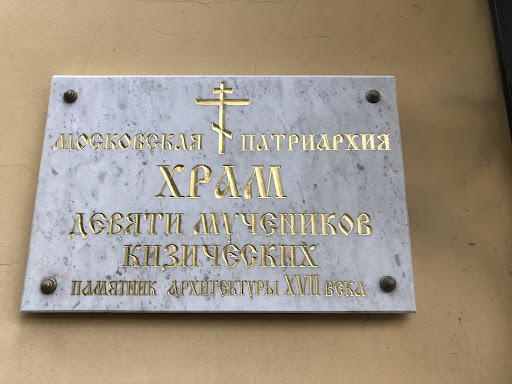 МОСКОВСКАЯ ПАТРИАРХИЯ
ХРАМ
ДЕВЯТИ МУЧЕНИКОВ
КИЗИЧЕСКИХ
ПАМЯТНИК АРХИТЕКТУРЫ XVII ВЕКА